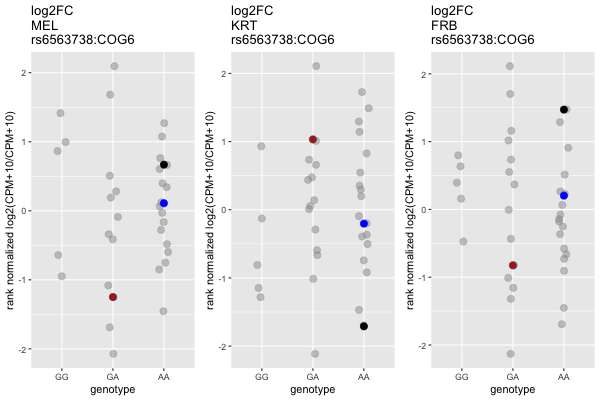 log2FC
MEL
rs6563738:COG6
rank normalized log2(CPM+10/CPM+10)
2
1
0
-1
-2
GG
GA
AA
genotype
log2FC
KRT
rs6563738:COG6
rank normalized log2(CPM+10/CPM+10)
2
1
0
-1
-2
GG
GA
AA
genotype
log2FC
FRB
rs6563738:COG6
rank normalized log2(CPM+10/CPM+10)
2
1
0
-1
-2
GG
GA
AA
genotype